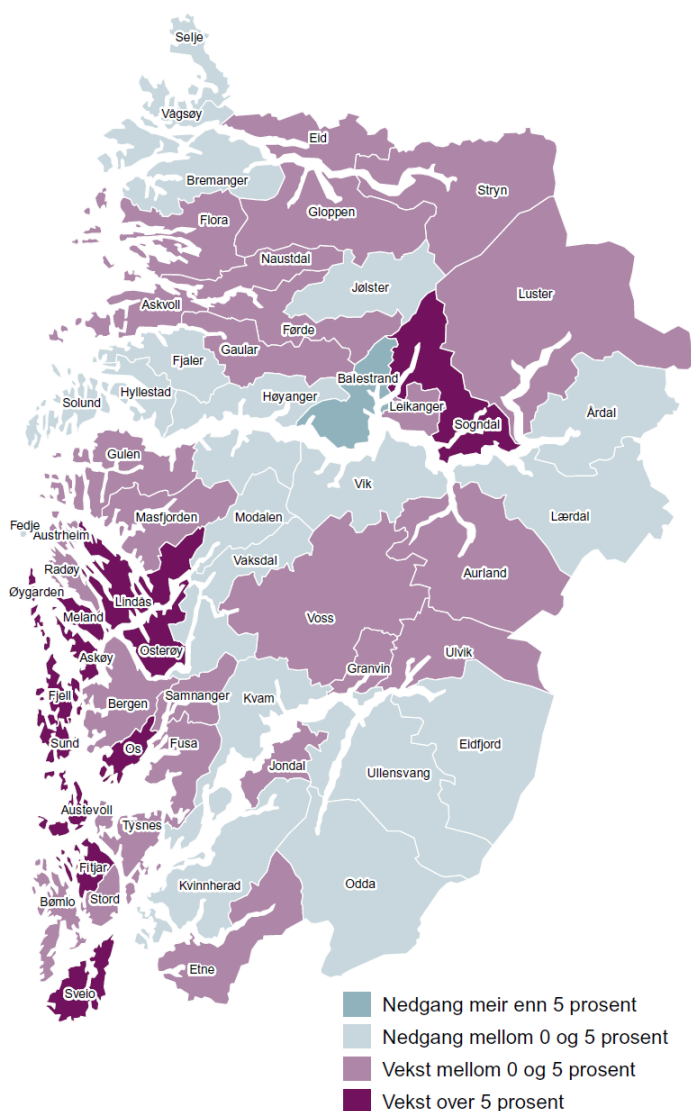 Selje
Vågsøy
Eid
Bremanger
Stryn
Gloppen
Flora
Naustdal
Jølster
Luster
Askvoll
Førde
Gaular
Fjaler
Balestrand
Hyllestad
Høyanger
Solund
Leikanger
Årdal
Sogndal
Gulen
Vik
Masfjorden
Modalen
Lærdal
Fedje
Austrheim
Vaksdal
Radøy
Aurland
Øygarden
Lindås
Meland
Voss
Osterøy
Ulvik
Askøy
Granvin
Fjell
Samnanger
Kvam
Bergen
Sund
Os
Fusa
Eidfjord
Jondal
Ullensvang
Austevoll
Tysnes
Fitjar
Kvinnherad
Odda
Bømlo
Stord
Etne
Sveio
Nedgang meir enn 5 prosent
Nedgang mellom 0 og 5 prosent
Vekst mellom 0 og 5 prosent
Vekst over 5 prosent